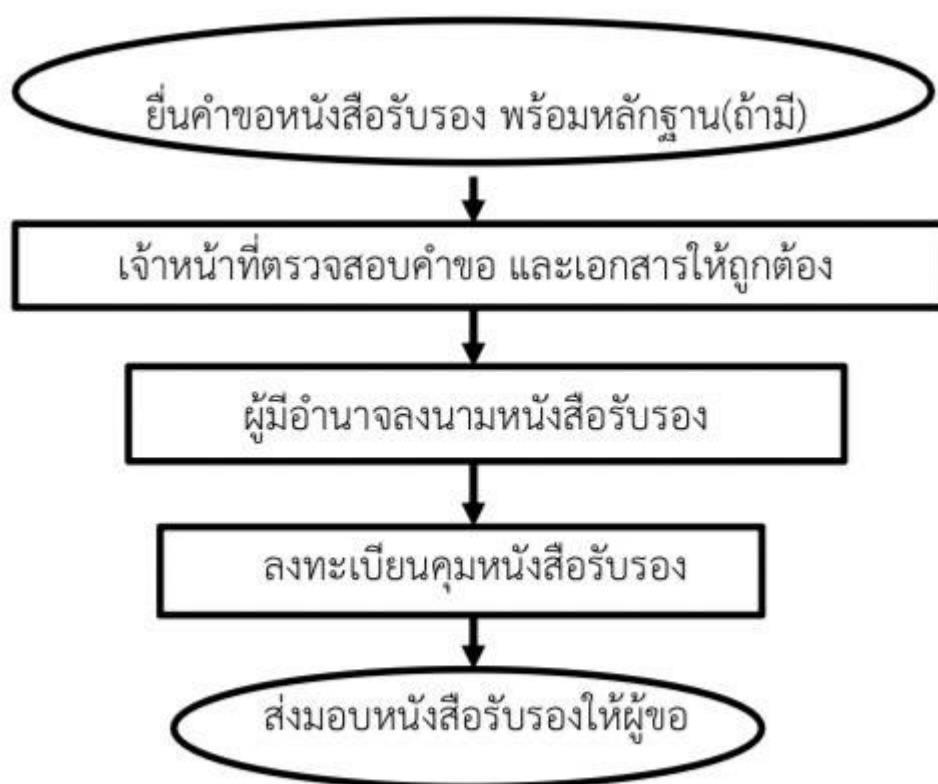 ยื่นคำขอหนังสือรับรอง พร้อมหลักฐาน(ถ้ามี)
เจ้าหน้าที่ตรวจสอบคำขอ และเอกสารให้ถูกต้อง
ผู้มีอำนาจลงนามหนังสือรับรอง
ลงทะเบียนคุมหนังสือรับรอง
ส่งมอบหนังสือรับรองให้ผู้ขอ